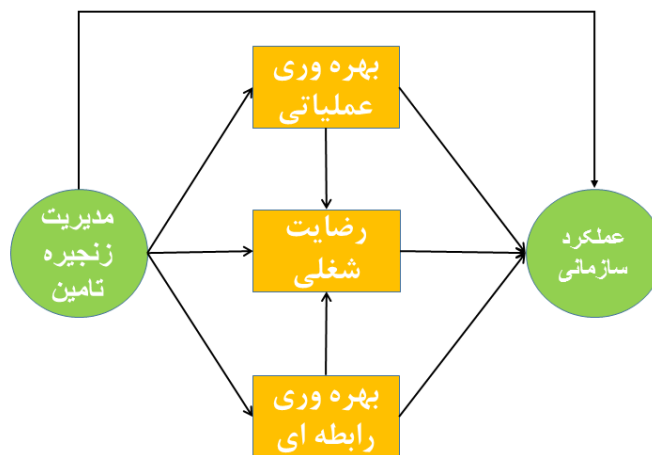 بهره وری
عملیاتی
مدیریت
زنجیره
تامین
رضایت
شغلی
عملکرد
سازمانی
بهره وری
رابطه ای